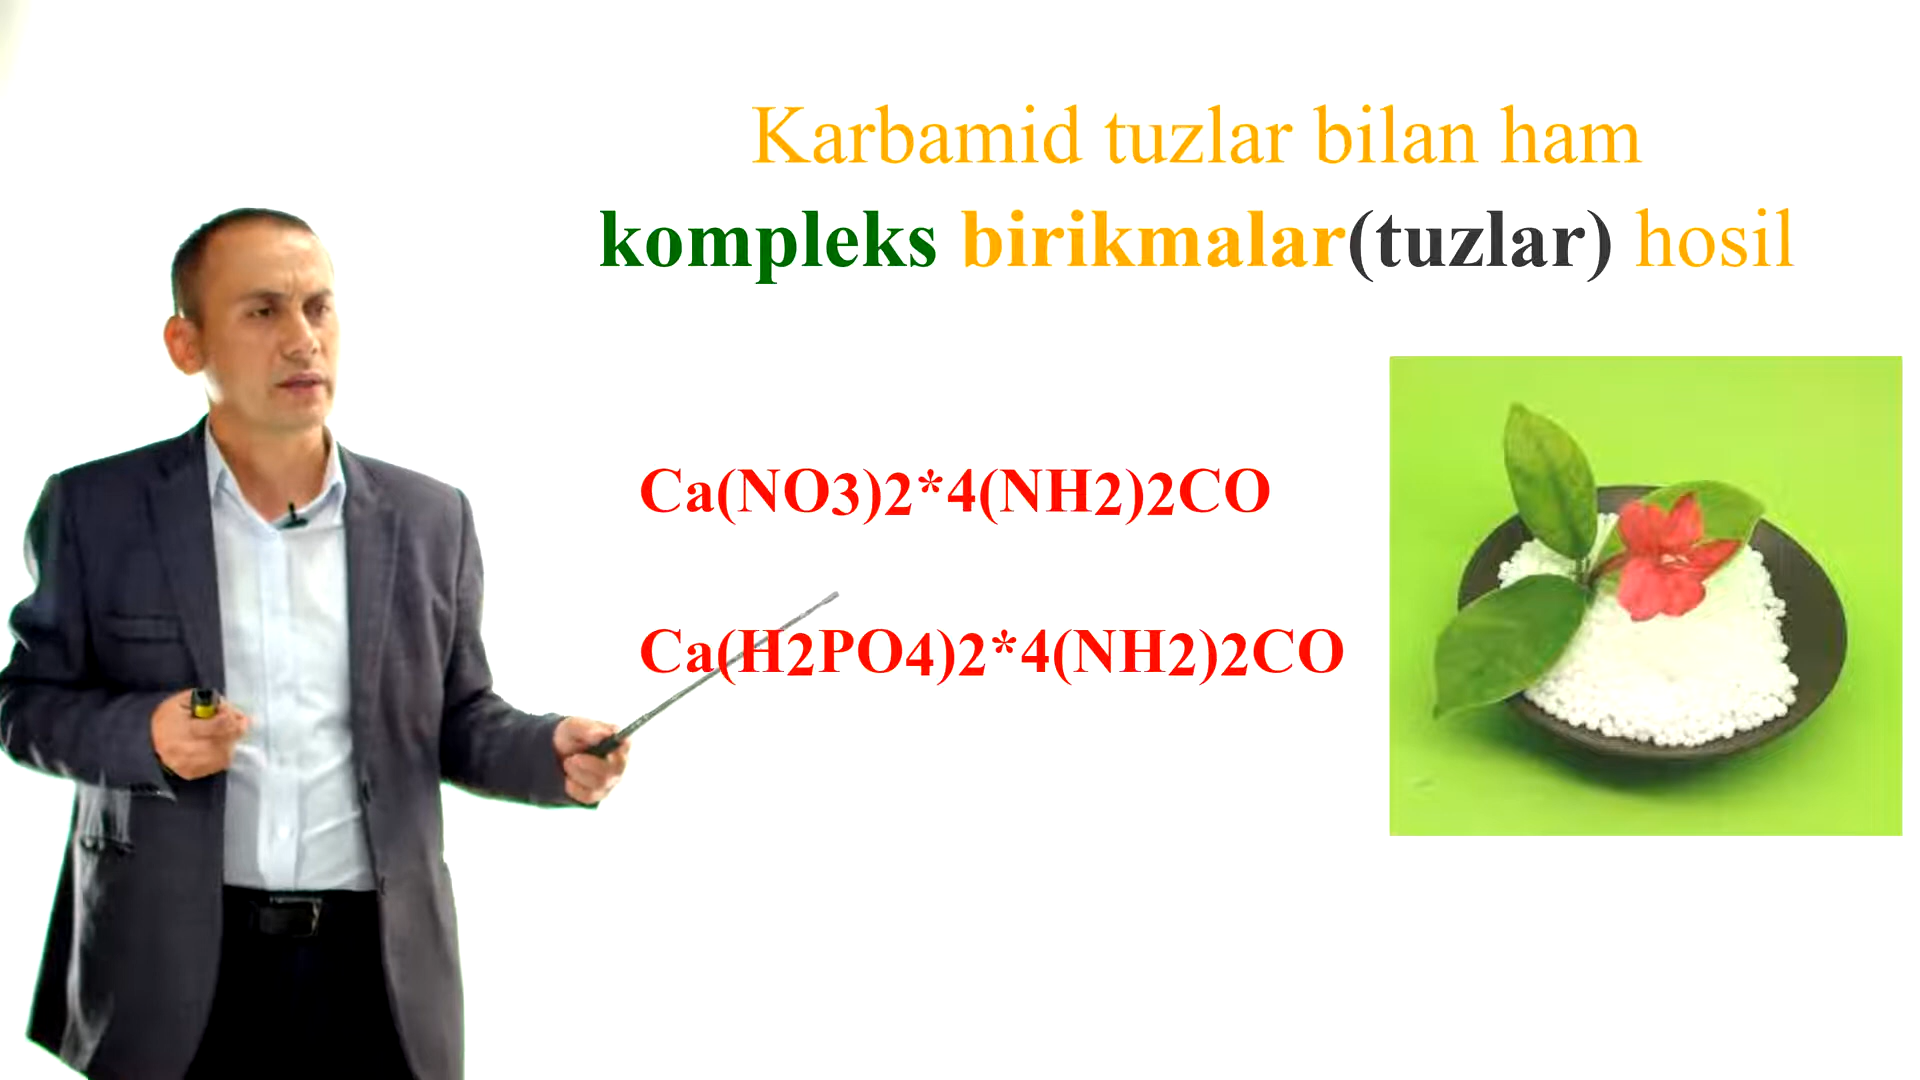 Karbamid tuzlar bilan ham
kompleks birikmalar(tuzlar) hosil
Ca(NO3)2*4(NH2)2CO
Ca(H2PO4)2*4(NH2)2CO